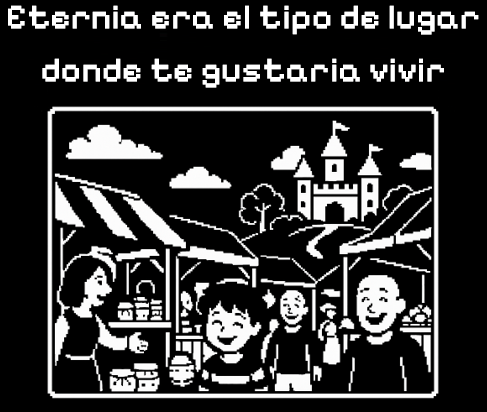 Eternia era el tipo de lugar
donde te gustaria vivir